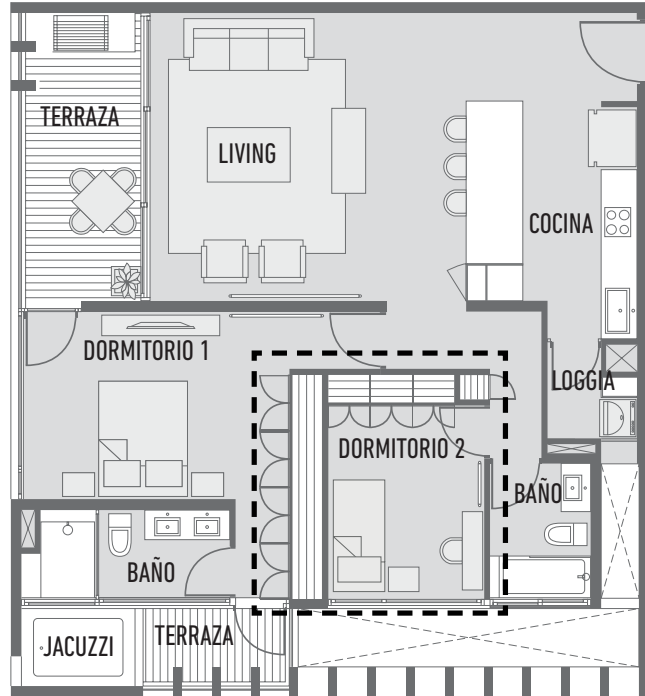 TERRAZA
LIVING
COCINA
DORMITORIO 1
LOGGIA
DORMITORIO 2
BAÑO
BAÑO
JACUZZI
TERRAZA